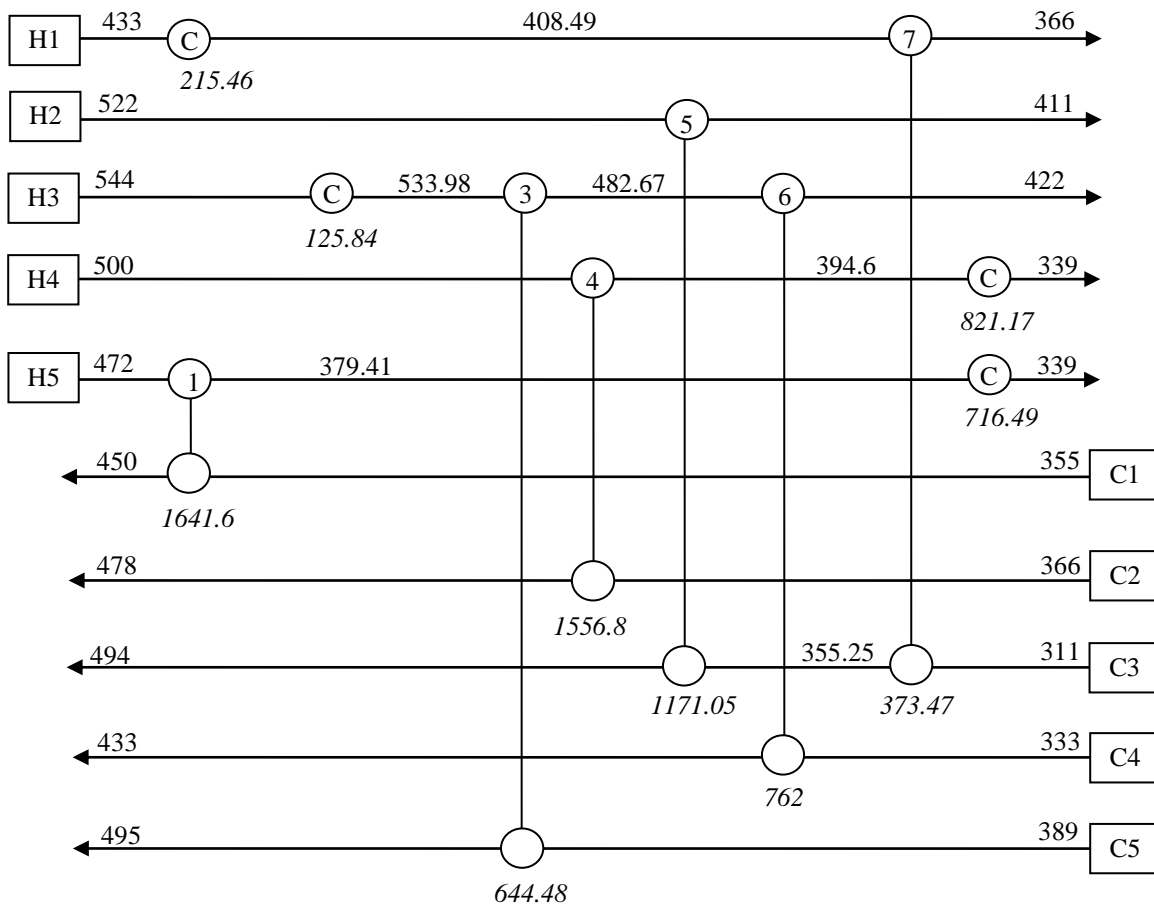 H1 433 C 408.49 7 366
215.46
H2 522 5 411
H3 544 C 533.98 3 482.67 6 422
125.84
H4 500 4 394.6 C 339
821.17
H5 472 1 379.41 C 339
716.49
450 355 C1
1641.6
478 366 C2
1556.8
494 355.25 311 C3
1171.05 373.47
433 333 C4
762
495 389 C5
644.48